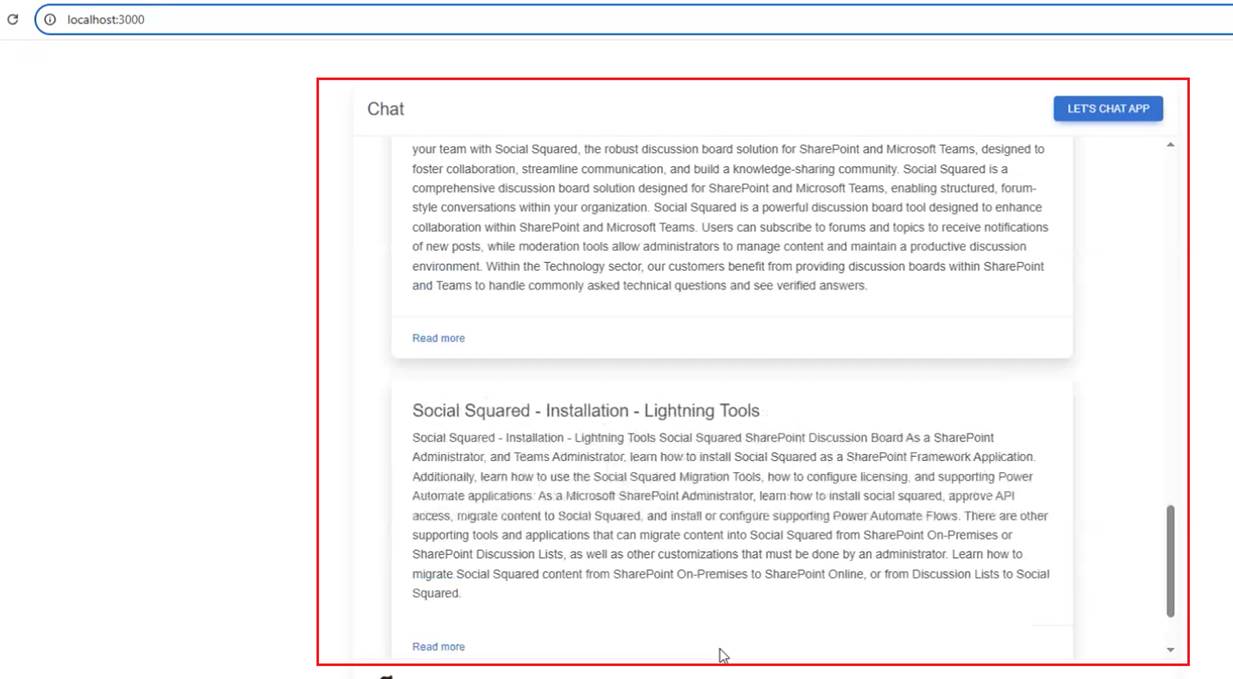 localhost:3000
Chat
LET'S CHAT APP
your team with Social Squared, the robust discussion board solution for SharePoint and Microsoft Teams, designed to
foster collaboration, streamline communication, and build a knowledge-sharing community. Social Squared is a
comprehensive discussion board solution designed for SharePoint and Microsoft Teams, enabling structured, forum-
style conversations within your organization. Social Squared is a powerful discussion board tool designed to enhance
collaboration within SharePoint and Microsoft Teams. Users can subscribe to forums and topics to receive notifications
of new posts, while moderation tools allow administrators to manage content and maintain a productive discussion
environment. Within the Technology sector, our customers benefit from providing discussion boards within SharePoint
and Teams to handle commonly asked technical questions and see verified answers.
Read more
Social Squared - Installation - Lightning Tools
Social Squared - Installation - Lightning Tools Social Squared SharePoint Discussion Board As a SharePoint
Administrator, and Teams Administrator, learn how to install Social Squared as a SharePoint Framework Application.
Additionally, learn how to use the Social Squared Migration Tools, how to configure licensing, and supporting Power
Automate applications. As a Microsoft SharePoint Administrator, learn how to install social squared, approve API
access, migrate content to Social Squared, and install or configure supporting Power Automate Flows. There are other
supporting tools and applications that can migrate content into Social Squared from SharePoint On-Premises or
SharePoint Discussion Lists, as well as other customizations that must be done by an administrator. Learn how to
migrate Social Squared content from SharePoint On-Premises to SharePoint Online, or from Discussion Lists to Social
Squared.
Read more